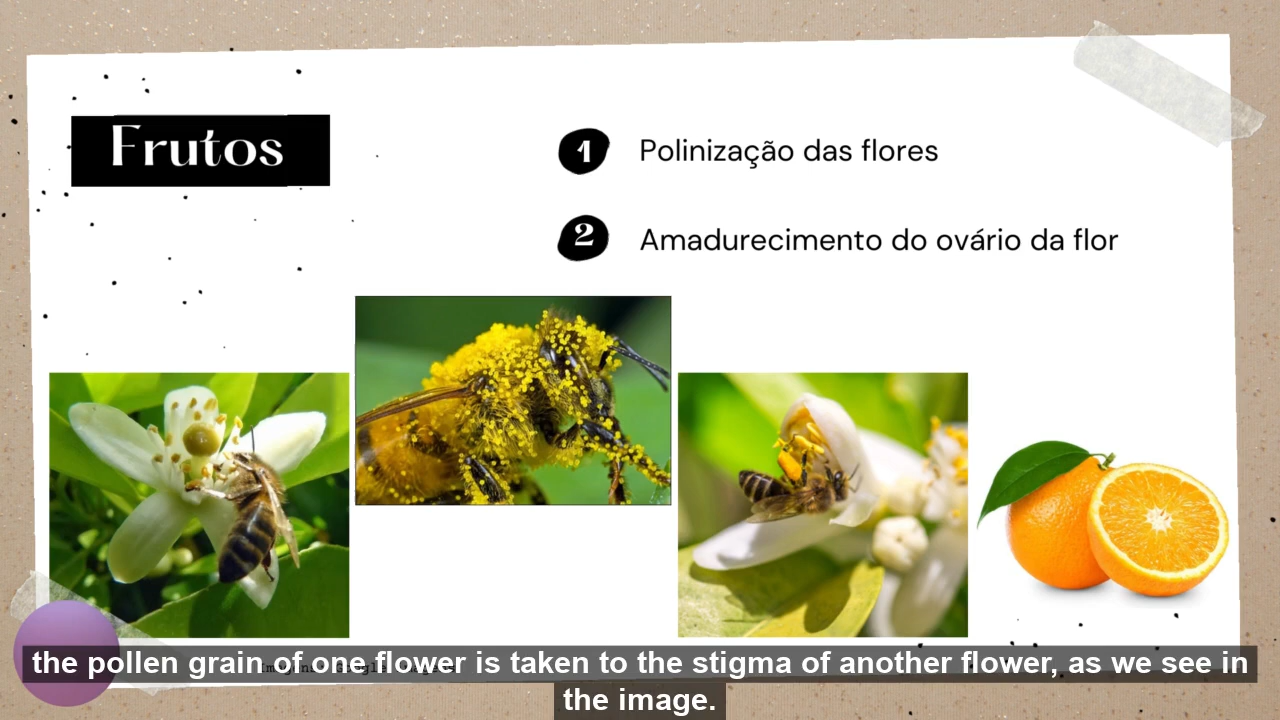 Frutos
1 Polinização das flores
2 Amadurecimento do ovário da flor
the pollen grain of one flower is taken to the stigma of another flower, as we see in
the image.